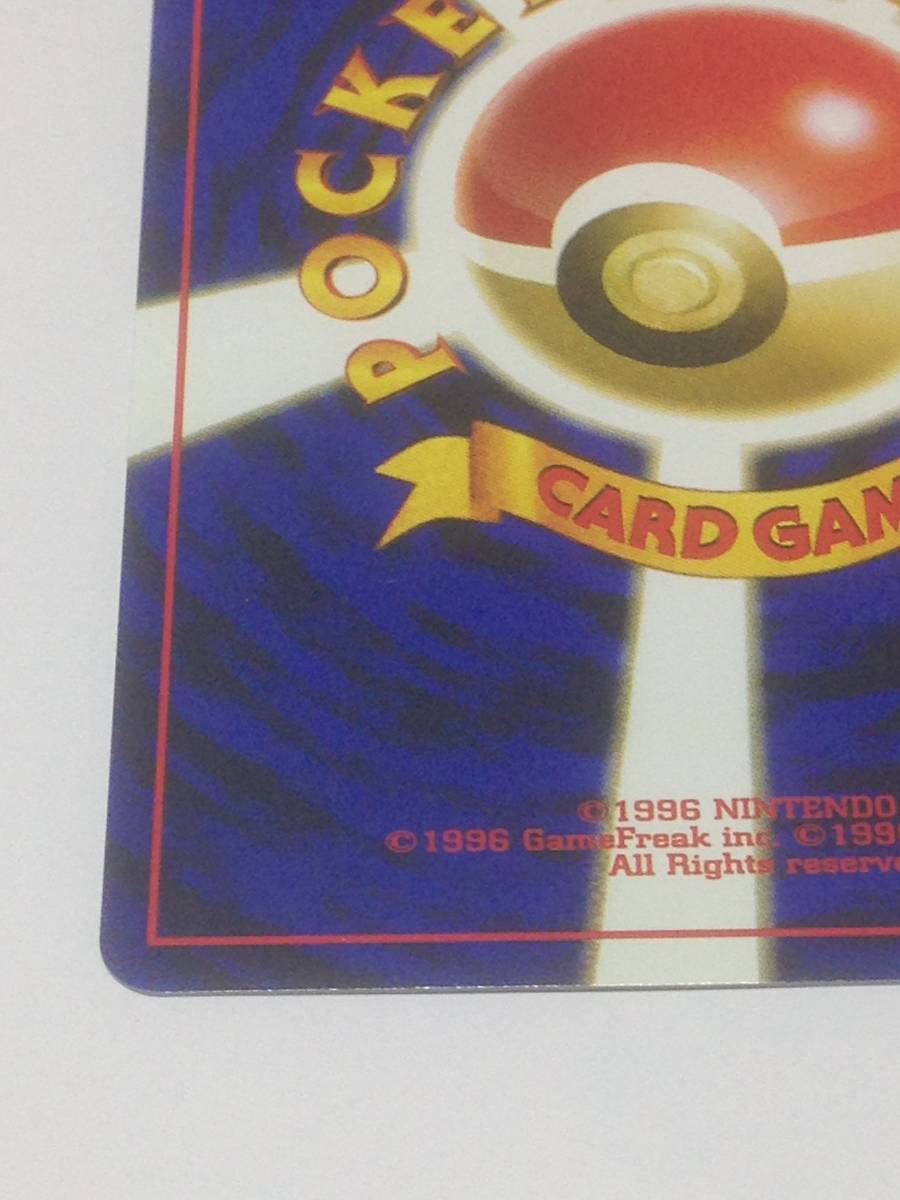 POCKE
CARD GAM
©1996 NINTENDO
©1996 GameFreak inc. ©199
All Rights reserve